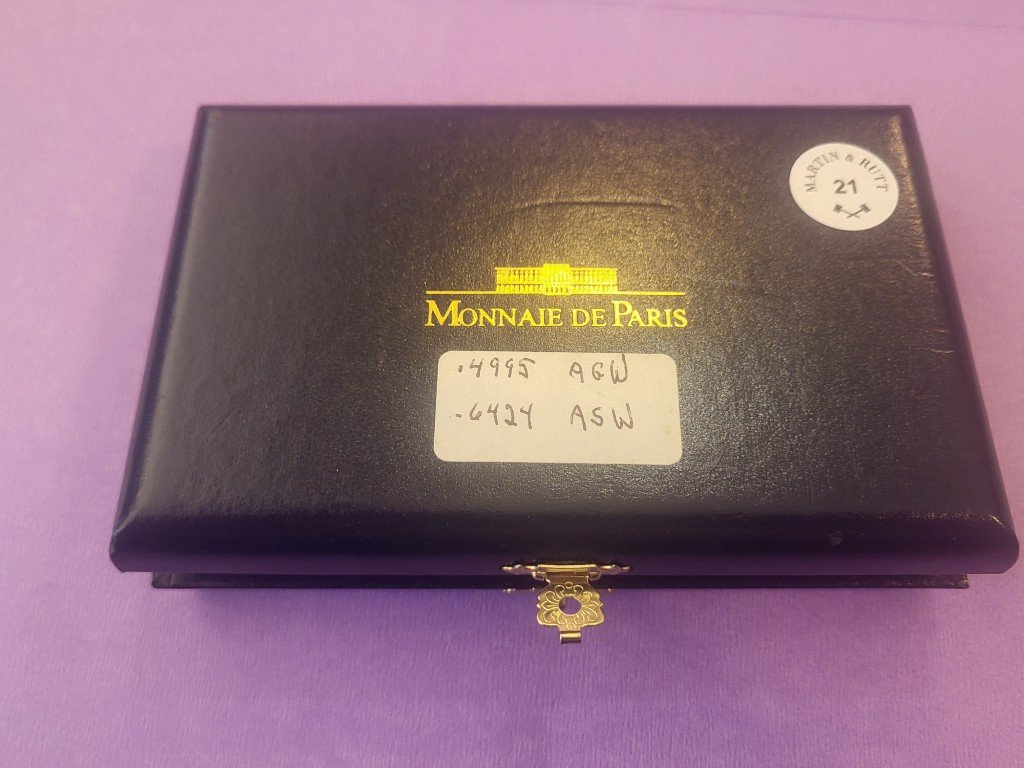 MARTIN & RUTT
21
MONNAIE DE PARIS
.4995 AGW
.6424 ASW